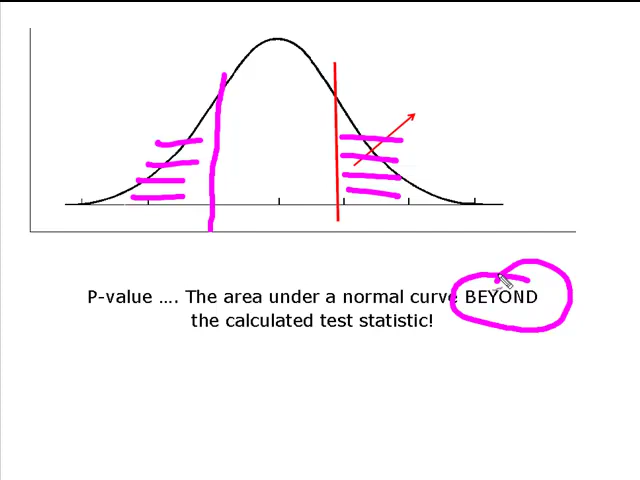 P-value .... The area under a normal curve BEYOND
the calculated test statistic!